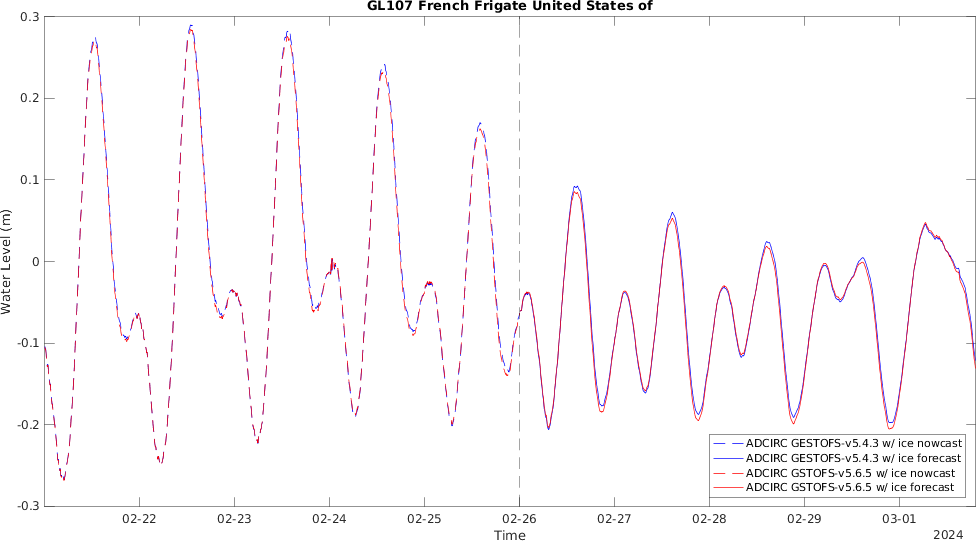 GL107 French Frigate United States of
0.3
0.2
0.1
0
-0.1
-0.2
-0.3
Water Level (m)
02-22 02-23 02-24 02-25 02-26 02-27 02-28 02-29 03-01
Time
2024
ADCIRC GESTOFS-v5.4.3 w/ ice nowcast
ADCIRC GESTOFS-v5.4.3 w/ ice forecast
ADCIRC GSTOFS-v5.6.5 w/ ice nowcast
ADCIRC GSTOFS-v5.6.5 w/ ice forecast